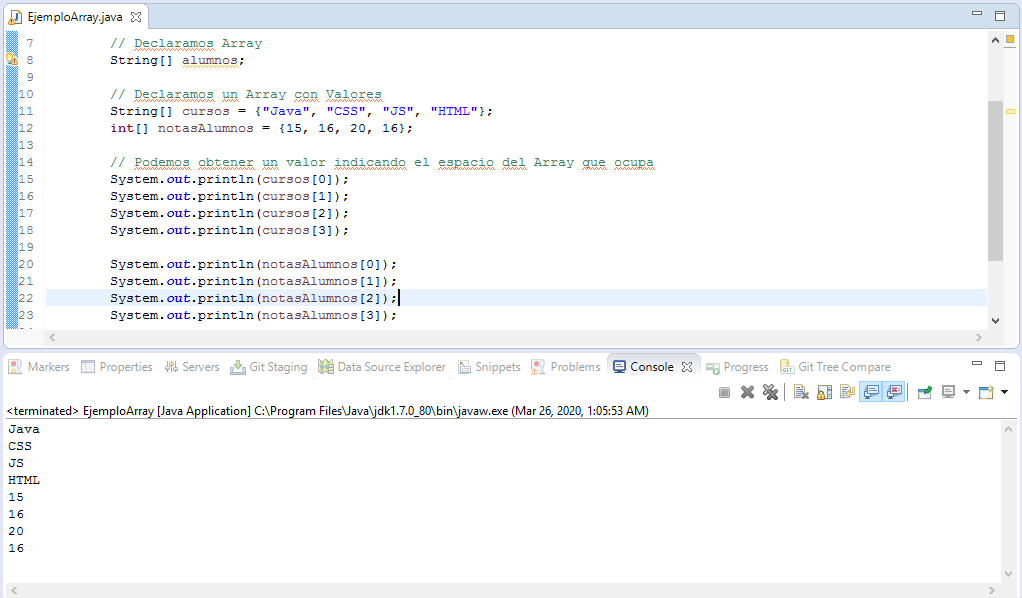 EjemploArray.java
7 // Declaramos Array
8 String[] alumnos;
9
10 // Declaramos un Array con Valores
11 String[] cursos = {"Java", "CSS", "JS", "HTML"};
12 int[] notasAlumnos = {15, 16, 20, 16};
13
14 // Podemos obtener un valor indicando el espacio del Array que ocupa
15 System.out.println(cursos[0]);
16 System.out.println(cursos[1]);
17 System.out.println(cursos[2]);
18 System.out.println(cursos[3]);
19
20 System.out.println(notasAlumnos[0]);
21 System.out.println(notasAlumnos[1]);
22 System.out.println(notasAlumnos[2]);
23 System.out.println(notasAlumnos[3]);
Markers Properties Servers Git Staging Data Source Explorer Snippets Problems Console Progress Git Tree Compare
<terminated> EjemploArray [Java Application] C:\Program Files\Java\jdk1.7.0_80\bin\javaw.exe (Mar 26, 2020, 1:05:53 AM)
Java
CSS
JS
HTML
15
16
20
16